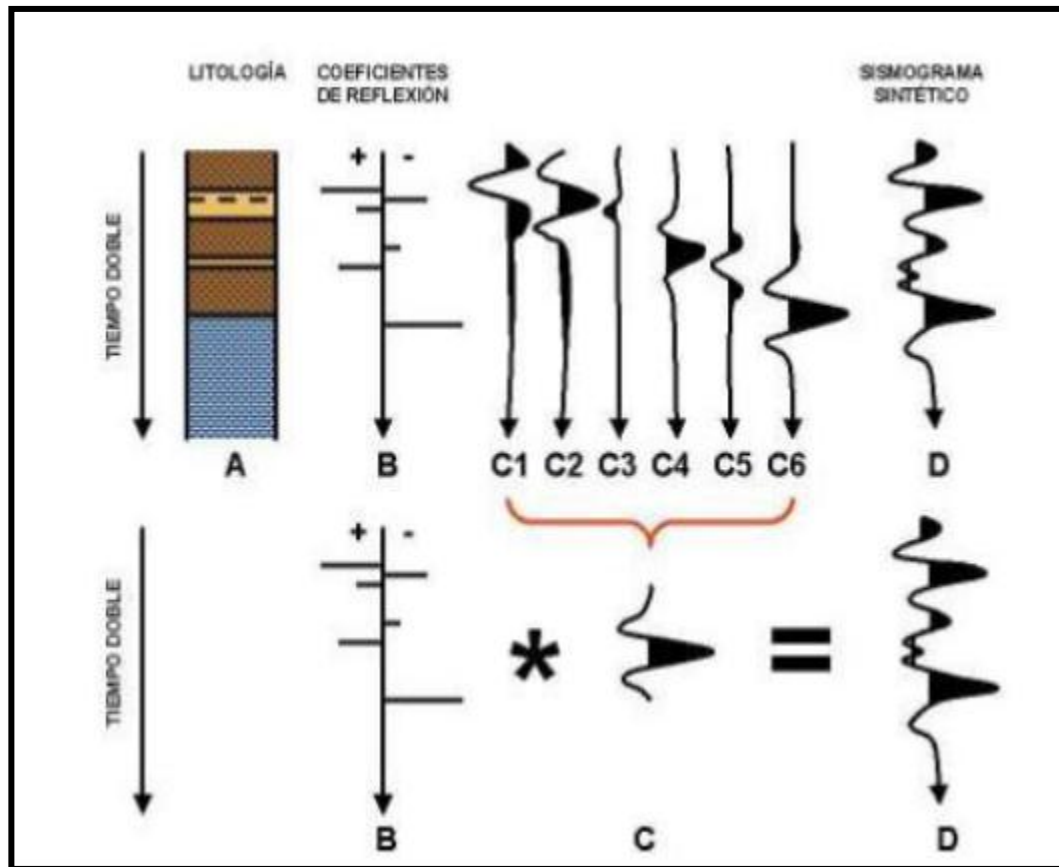 LITOLOGÍA
COEFICIENTES
DE REFLEXIÓN
SISMOGRAMA
SINTÉTICO
+ -
TIEMPO DOBLE
A
B
C1 C2 C3 C4 C5 C6
D
+ -
TIEMPO DOBLE
* =
B
C
D